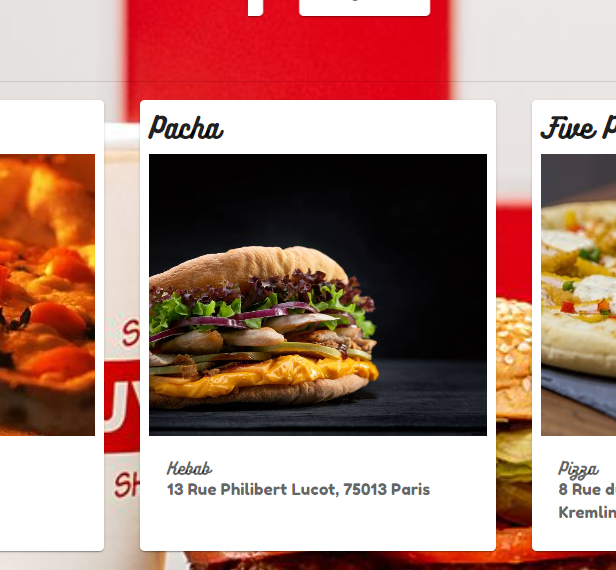 Pacha
Five P
Kebab
13 Rue Philibert Lucot, 75013 Paris
Pizza
8 Rue d
Kremlin